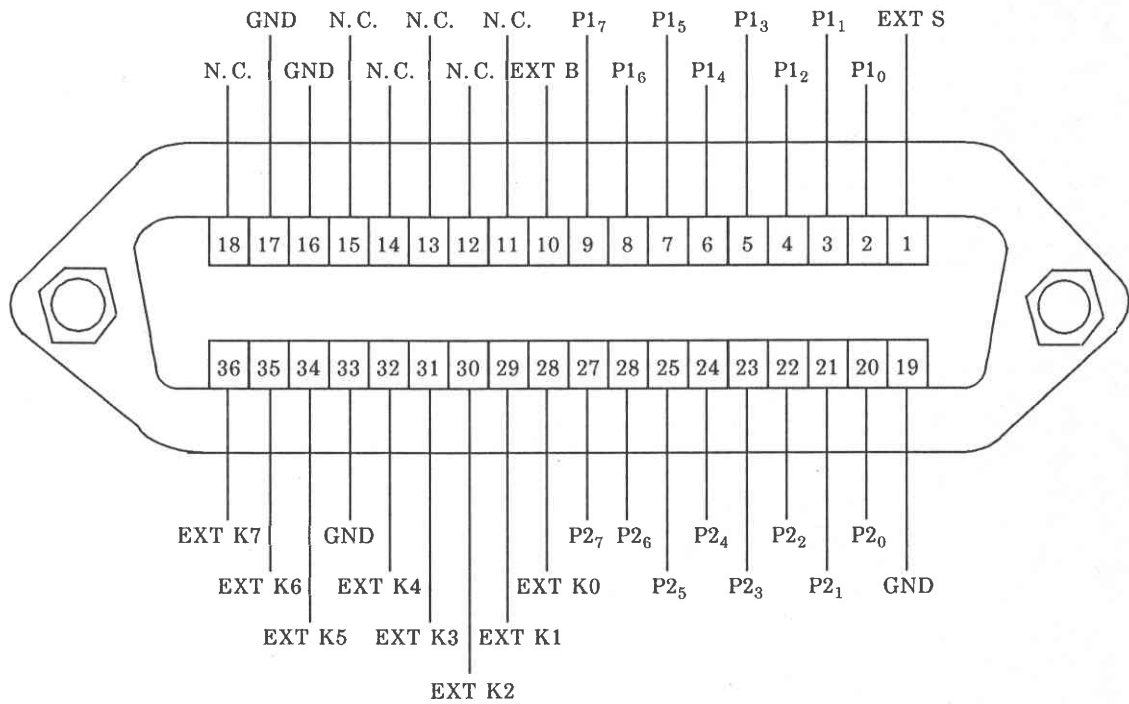 GND N.C. N.C. N.C. P1₇ P1₅ P1₃ P1₁ EXT S
N.C. GND N.C. N.C. EXT B P1₆ P1₄ P1₂ P1₀
18 17 16 15 14 13 12 11 10 9 8 7 6 5 4 3 2 1
36 35 34 33 32 31 30 29 28 27 28 25 24 23 22 21 20 19
EXT K7 GND P2₇ P2₆ P2₄ P2₂ P2₀
EXT K6 EXT K4 EXT K0 P2₅ P2₃ P2₁ GND
EXT K5 EXT K3 EXT K1
EXT K2